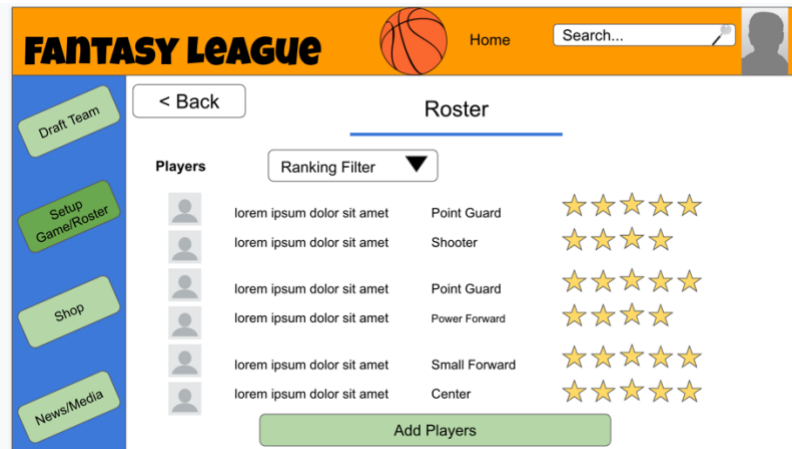 FANTASY LEAGUE
Home
Search...
Draft Team
Setup
Game/Roster
Shop
News/Media
< Back
Roster
Players
Ranking Filter
lorem ipsum dolor sit amet Point Guard
lorem ipsum dolor sit amet Shooter
lorem ipsum dolor sit amet Point Guard
lorem ipsum dolor sit amet Power Forward
lorem ipsum dolor sit amet Small Forward
lorem ipsum dolor sit amet Center
Add Players